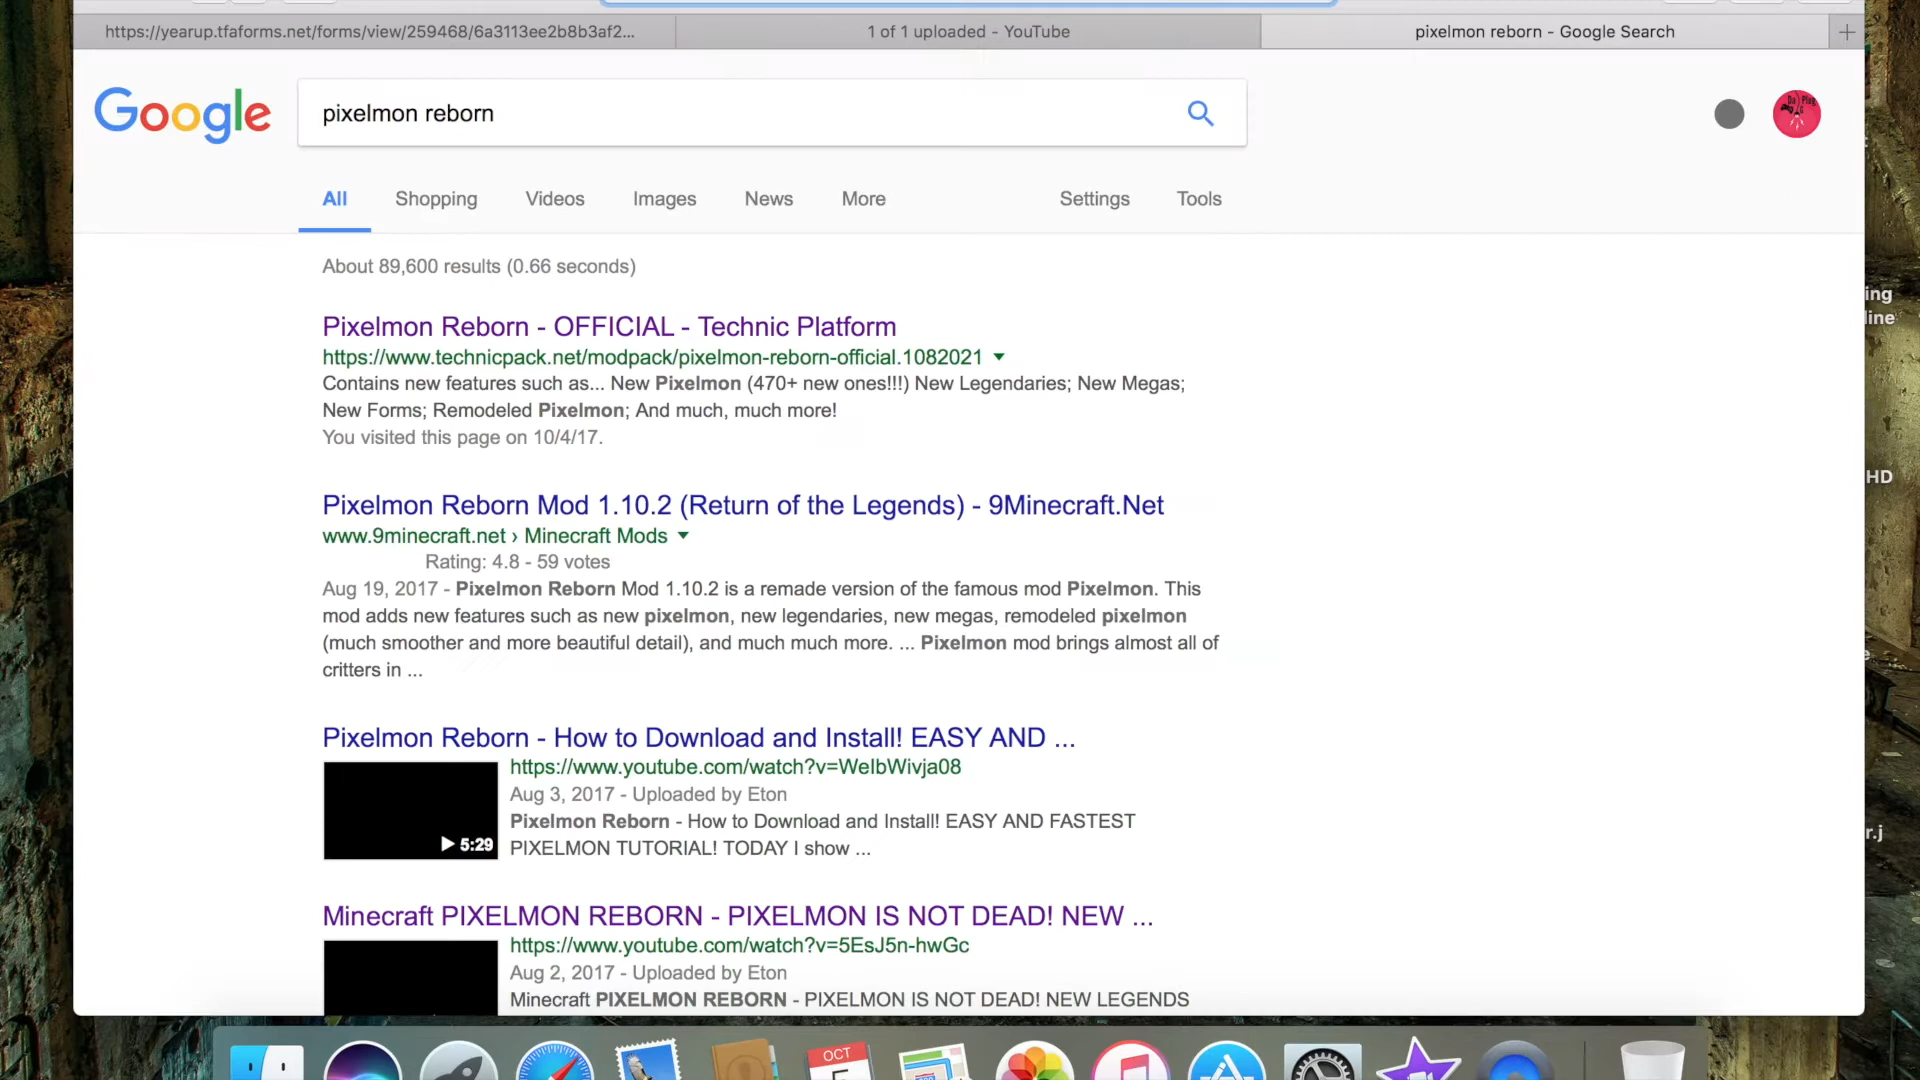 https://yearup.tfaforms.net/forms/view/259468/6a3113ee2b8b3af2...
1 of 1 uploaded - YouTube
pixelmon reborn - Google Search
Google
pixelmon reborn
All
Shopping
Videos
Images
News
More
Settings
Tools
About 89,600 results (0.66 seconds)
Pixelmon Reborn - OFFICIAL - Technic Platform
https://www.technicpack.net/modpack/pixelmon-reborn-official.1082021
Contains new features such as... New Pixelmon (470+ new ones!!!) New Legendaries; New Megas;
New Forms; Remodeled Pixelmon; And much, much more!
You visited this page on 10/4/17.
Pixelmon Reborn Mod 1.10.2 (Return of the Legends) - 9Minecraft.Net
www.9minecraft.net › Minecraft Mods
Rating: 4.8 - 59 votes
Aug 19, 2017 - Pixelmon Reborn Mod 1.10.2 is a remade version of the famous mod Pixelmon. This
mod adds new features such as new pixelmon, new legendaries, new megas, remodeled pixelmon
(much smoother and more beautiful detail), and much much more. ... Pixelmon mod brings almost all of
critters in ...
Pixelmon Reborn - How to Download and Install! EASY AND ...
https://www.youtube.com/watch?v=WelbWivja08
Aug 3, 2017 - Uploaded by Eton
Pixelmon Reborn - How to Download and Install! EASY AND FASTEST
PIXELMON TUTORIAL! TODAY I show ...
5:29
Minecraft PIXELMON REBORN - PIXELMON IS NOT DEAD! NEW ...
https://www.youtube.com/watch?v=5EsJ5n-hwGc
Aug 2, 2017 - Uploaded by Eton
Minecraft PIXELMON REBORN - PIXELMON IS NOT DEAD! NEW LEGENDS
ing
line
HD
r.j
OCT